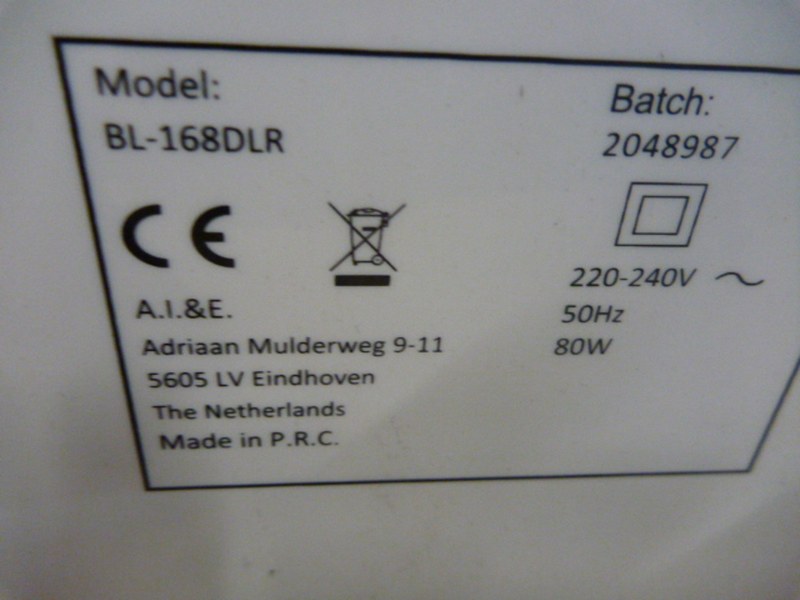 Model:
BL-168DLR
CE
A.I.&E.
Adriaan Mulderweg 9-11
5605 LV Eindhoven
The Netherlands
Made in P.R.C.
Batch:
2048987
220-240V ~
50Hz
80W